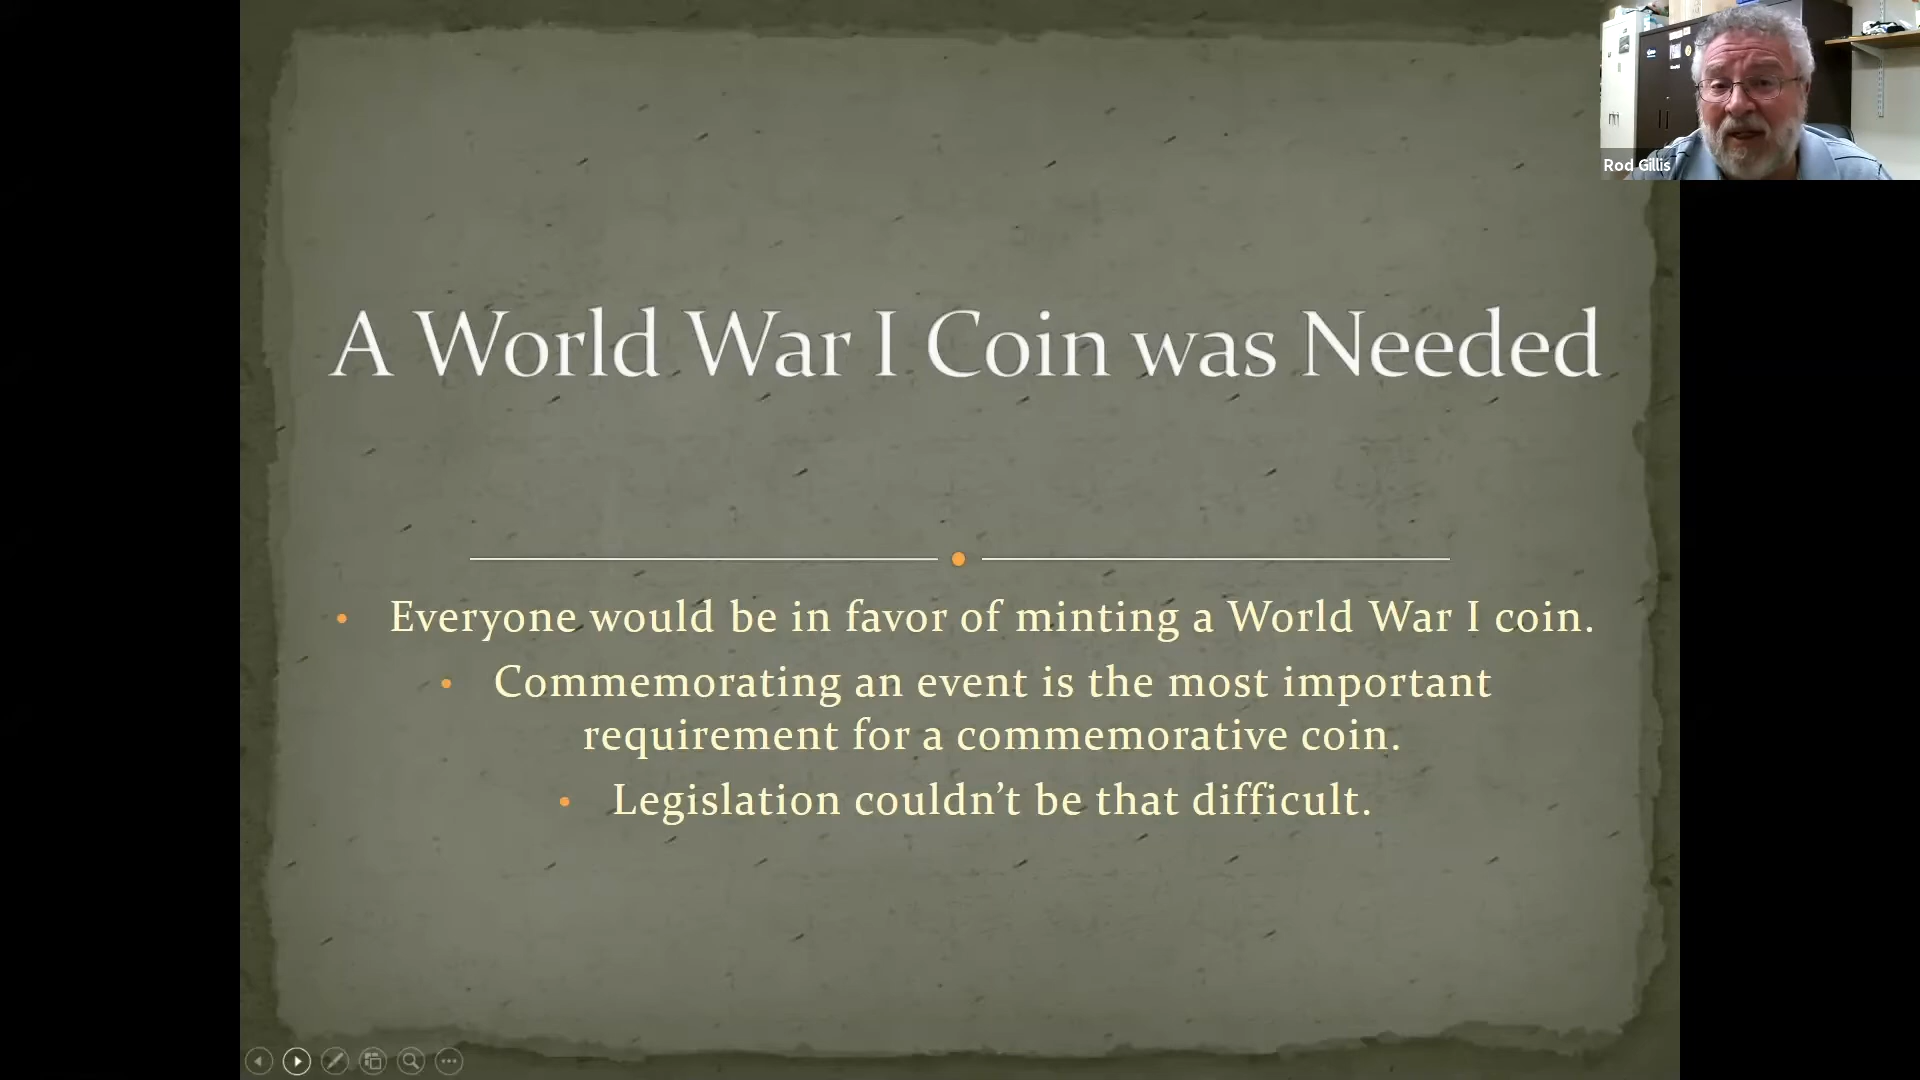 Rod Gillis
A World War I Coin was Needed
• Everyone would be in favor of minting a World War I coin.
• Commemorating an event is the most important
requirement for a commemorative coin.
• Legislation couldn’t be that difficult.